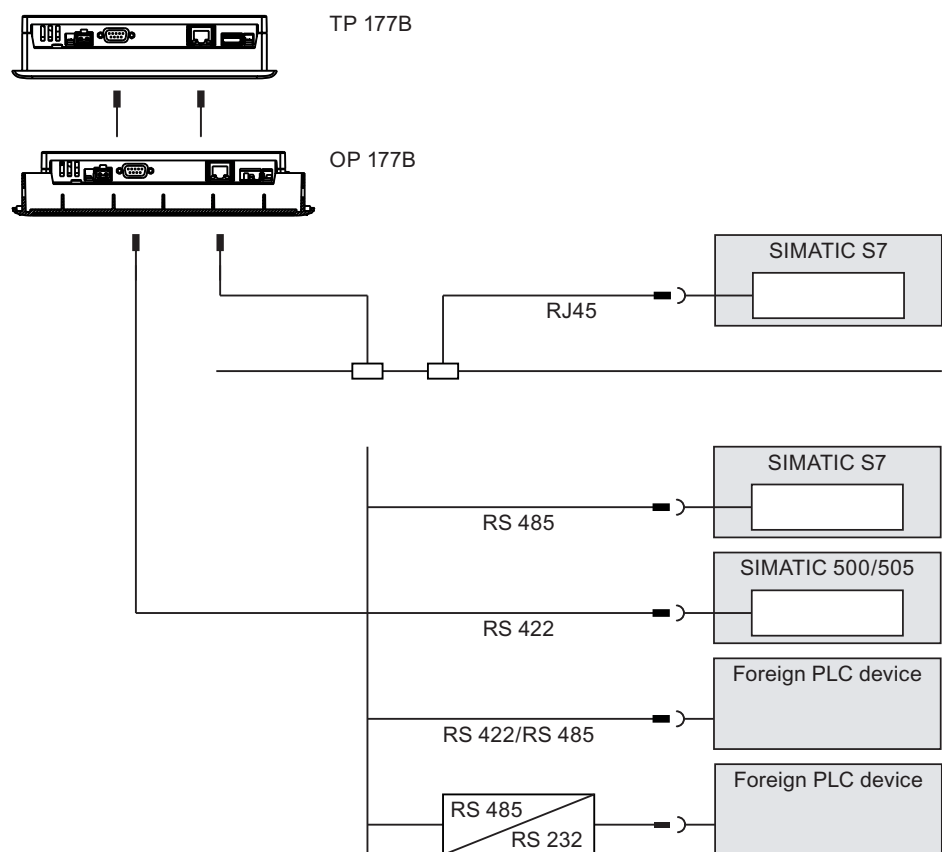 TP 177B
OP 177B
SIMATIC S7
RJ45
SIMATIC S7
RS 485
SIMATIC 500/505
RS 422
Foreign PLC device
RS 422/RS 485
Foreign PLC device
RS 485
RS 232